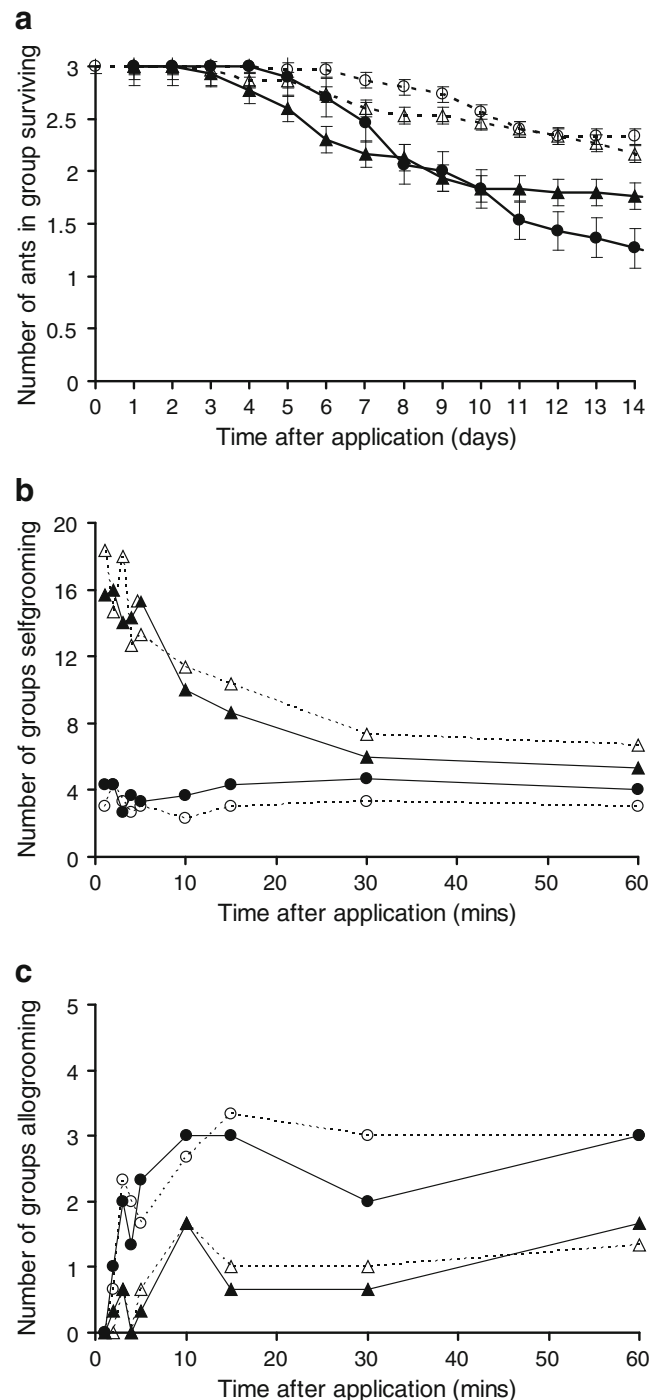 a
Number of ants in group surviving
3
2.5
2
1.5
1
0.5
0
0 1 2 3 4 5 6 7 8 9 10 11 12 13 14
Time after application (days)
b
Number of groups selfgrooming
20
16
12
8
4
0
0 10 20 30 40 50 60
Time after application (mins)
c
Number of groups allogrooming
5
4
3
2
1
0
0 10 20 30 40 50 60
Time after application (mins)